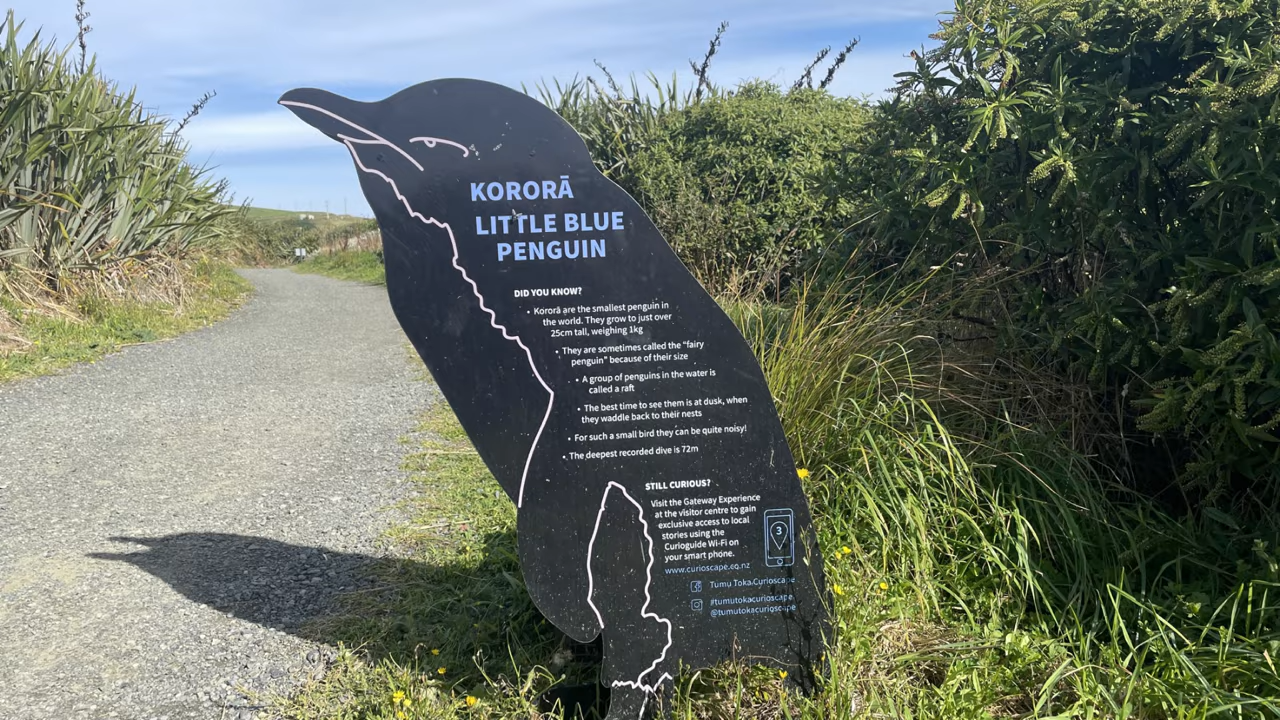 KORORĀ
LITTLE BLUE
PENGUIN
DID YOU KNOW?
• Kororā are the smallest penguin in
the world. They grow to just over
25cm tall, weighing 1kg
• They are sometimes called the "fairy
penguin" because of their size
• A group of penguins in the water is
called a raft
• The best time to see them is at dusk, when
they waddle back to their nests
• For such a small bird they can be quite noisy!
• The deepest recorded dive is 72m
STILL CURIOUS?
Visit the Gateway Experience
at the visitor centre to gain
exclusive access to local
stories using the
Curioguide Wi-Fi on
your smart phone.
3
www.curioscape.co.nz
Tumu Toka.Curioscape
#tumutokacurioscape
@tumutokacurioscape